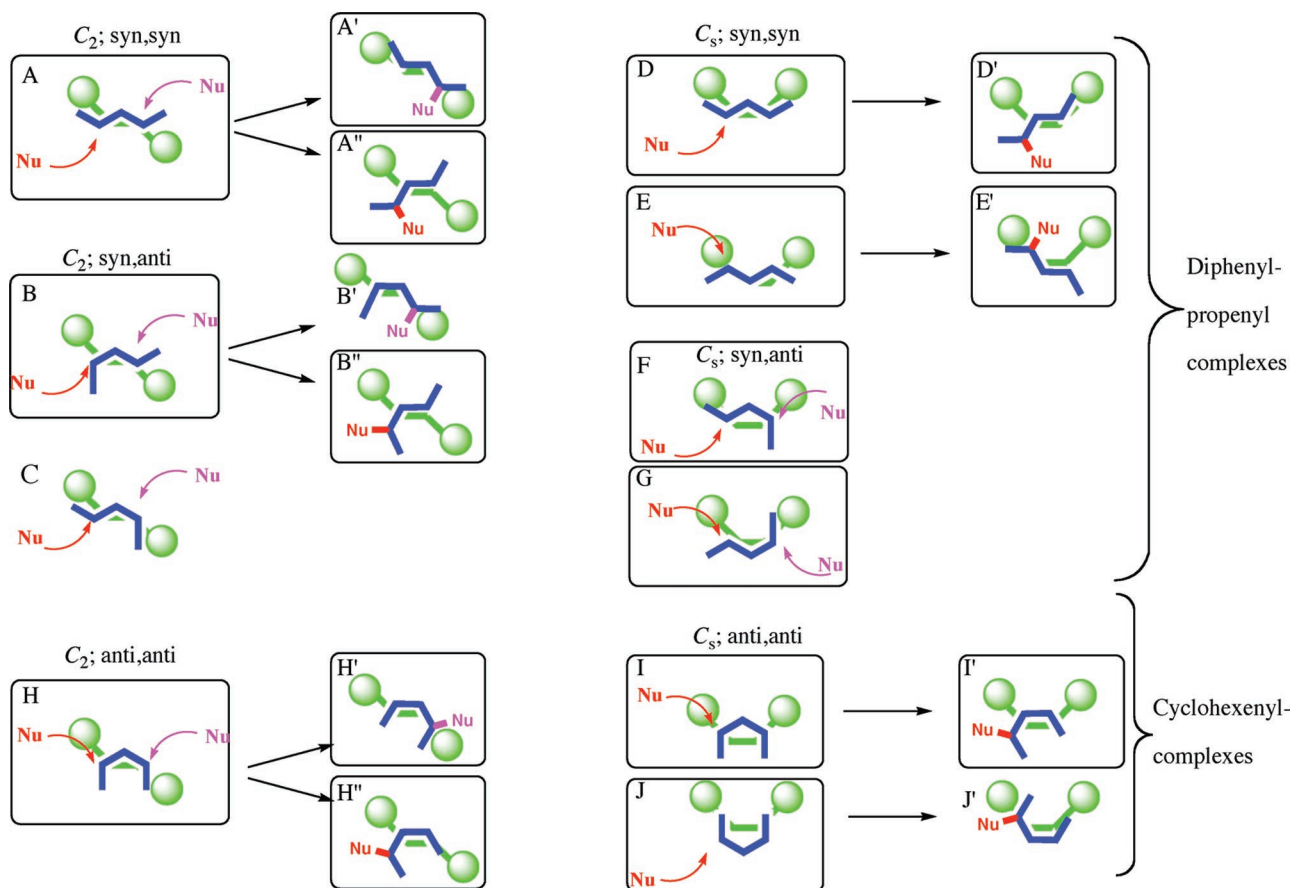 C2; syn,syn
A
Nu
Nu
A'
Nu
A"
Nu
C2; syn,anti
B
Nu
Nu
B'
Nu
B"
Nu
C
Nu
Nu
C2; anti,anti
H
Nu
Nu
H'
Nu
H"
Nu
Cs; syn,syn
D
Nu
D'
Nu
E
Nu
E'
Nu
Cs; syn,anti
F
Nu
Nu
G
Nu
Nu
Diphenyl-
propenyl
complexes
Cs; anti,anti
I
Nu
I'
Nu
J
Nu
J'
Nu
Cyclohexenyl-
complexes